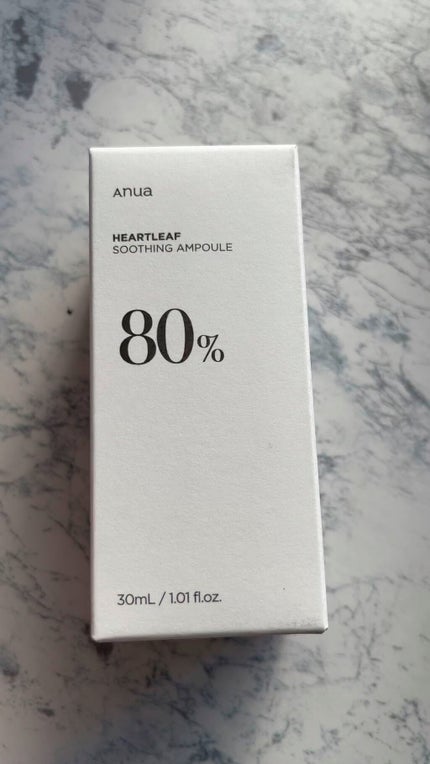 Anua
HEARTLEAF
SOOTHING AMPOULE
80%
30mL / 1.01 fl.oz.